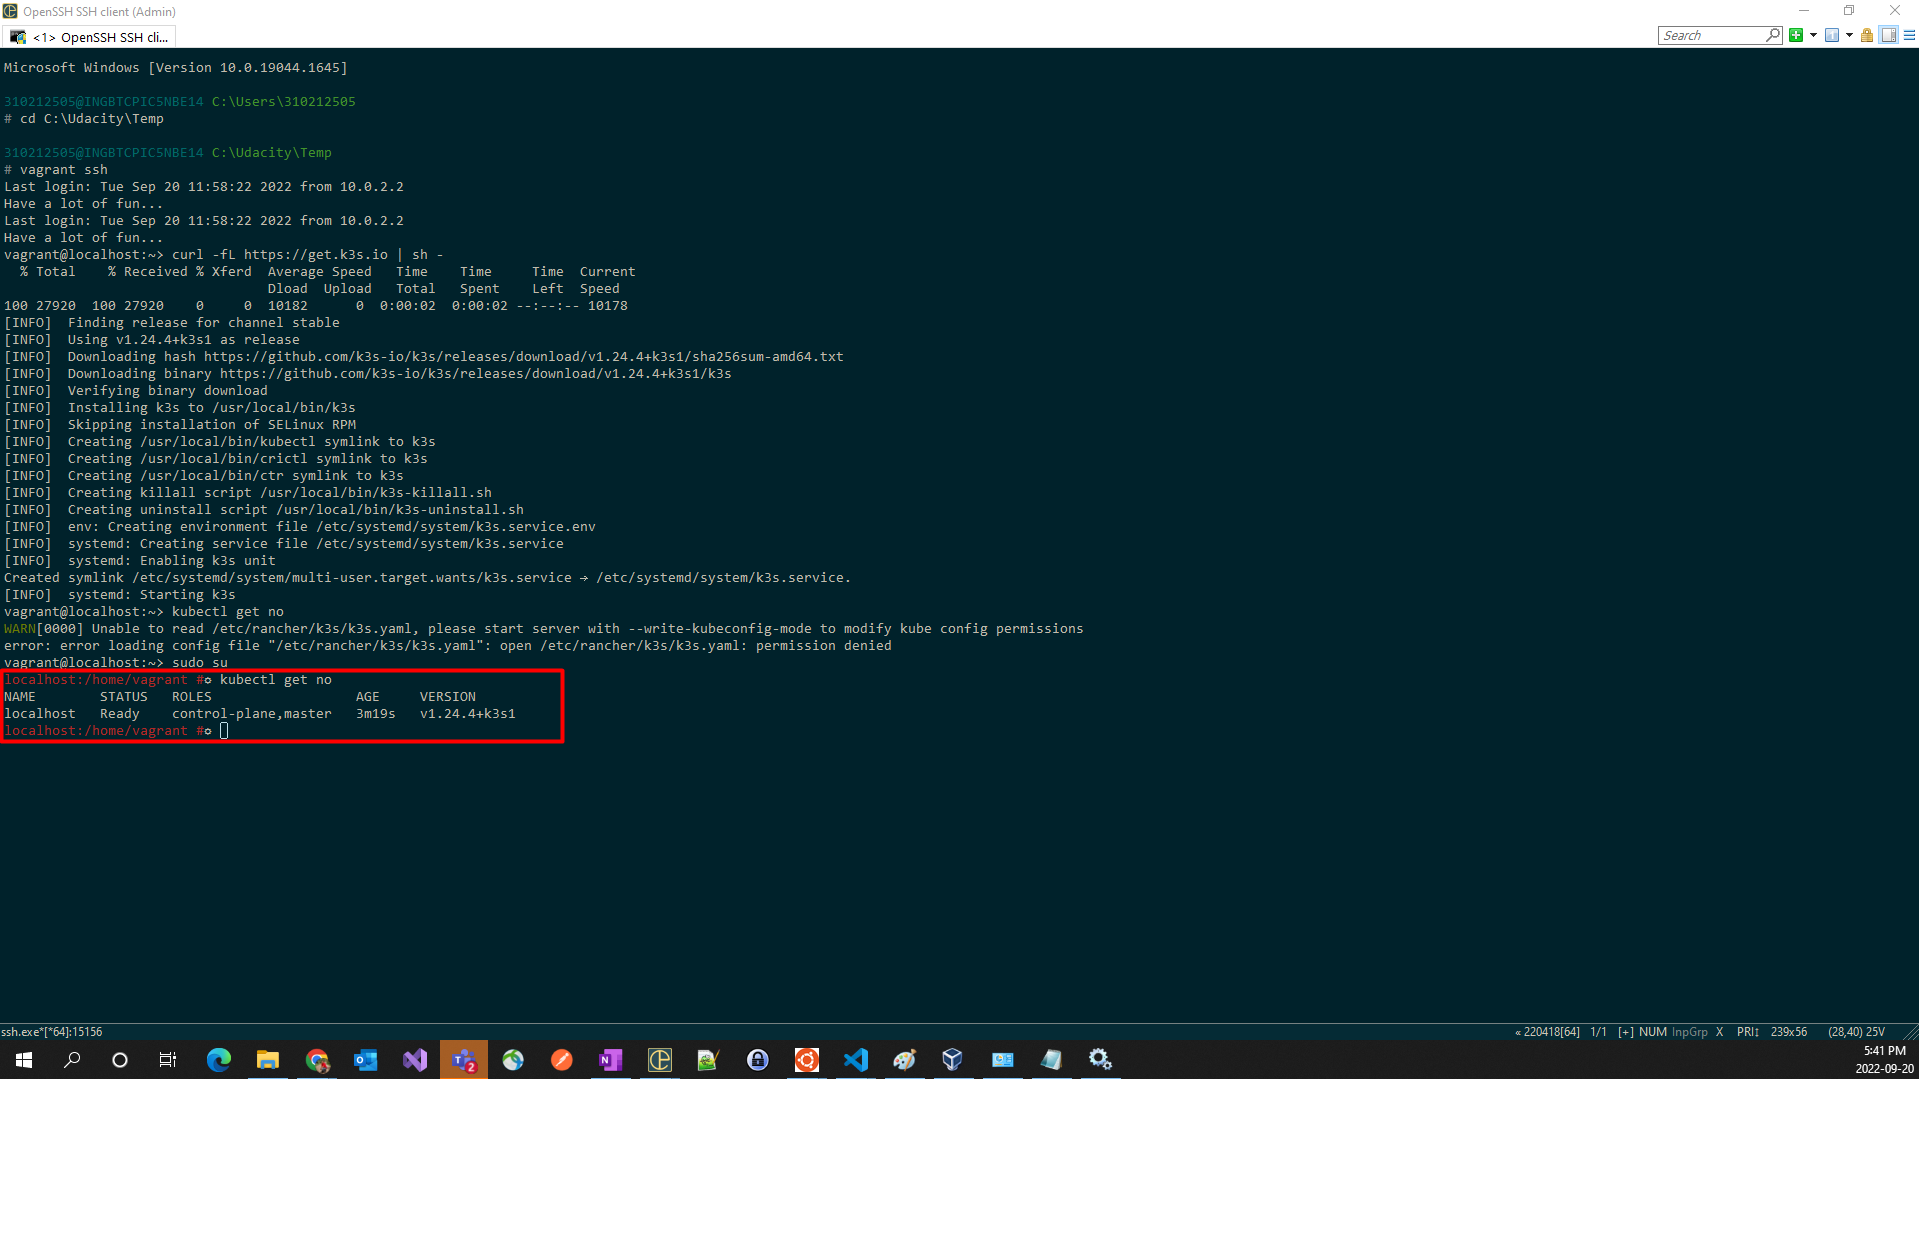 OpenSSH SSH client (Admin)
<1> OpenSSH SSH cli...
Search
Microsoft Windows [Version 10.0.19044.1645]
310212505@INGBTCPIC5NBE14 C:\Users\310212505
# cd C:\Udacity\Temp
310212505@INGBTCPIC5NBE14 C:\Udacity\Temp
# vagrant ssh
Last login: Tue Sep 20 11:58:22 2022 from 10.0.2.2
Have a lot of fun...
Last login: Tue Sep 20 11:58:22 2022 from 10.0.2.2
Have a lot of fun...
vagrant@localhost:~> curl -fL https://get.k3s.io | sh -
% Total    % Received % Xferd  Average Speed   Time    Time     Time  Current
Dload  Upload   Total   Spent    Left  Speed
100 27920  100 27920    0     0  10182      0  0:00:02  0:00:02 --:--:-- 10178
[INFO]  Finding release for channel stable
[INFO]  Using v1.24.4+k3s1 as release
[INFO]  Downloading hash https://github.com/k3s-io/k3s/releases/download/v1.24.4+k3s1/sha256sum-amd64.txt
[INFO]  Downloading binary https://github.com/k3s-io/k3s/releases/download/v1.24.4+k3s1/k3s
[INFO]  Verifying binary download
[INFO]  Installing k3s to /usr/local/bin/k3s
[INFO]  Skipping installation of SELinux RPM
[INFO]  Creating /usr/local/bin/kubectl symlink to k3s
[INFO]  Creating /usr/local/bin/crictl symlink to k3s
[INFO]  Creating /usr/local/bin/ctr symlink to k3s
[INFO]  Creating killall script /usr/local/bin/k3s-killall.sh
[INFO]  Creating uninstall script /usr/local/bin/k3s-uninstall.sh
[INFO]  env: Creating environment file /etc/systemd/system/k3s.service.env
[INFO]  systemd: Creating service file /etc/systemd/system/k3s.service
[INFO]  systemd: Enabling k3s unit
Created symlink /etc/systemd/system/multi-user.target.wants/k3s.service → /etc/systemd/system/k3s.service.
[INFO]  systemd: Starting k3s
vagrant@localhost:~> kubectl get no
WARN[0000] Unable to read /etc/rancher/k3s/k3s.yaml, please start server with --write-kubeconfig-mode to modify kube config permissions
error: error loading config file "/etc/rancher/k3s/k3s.yaml": open /etc/rancher/k3s/k3s.yaml: permission denied
vagrant@localhost:~> sudo su
localhost:/home/vagrant # kubectl get no
NAME        STATUS   ROLES                  AGE     VERSION
localhost   Ready    control-plane,master   3m19s   v1.24.4+k3s1
localhost:/home/vagrant #
ssh.exe*[*64]:15156
« 220418[64] 1/1 [+] NUM InpGrp X PRI↕ 239x56 (28,40) 25V
5:41 PM
2022-09-20